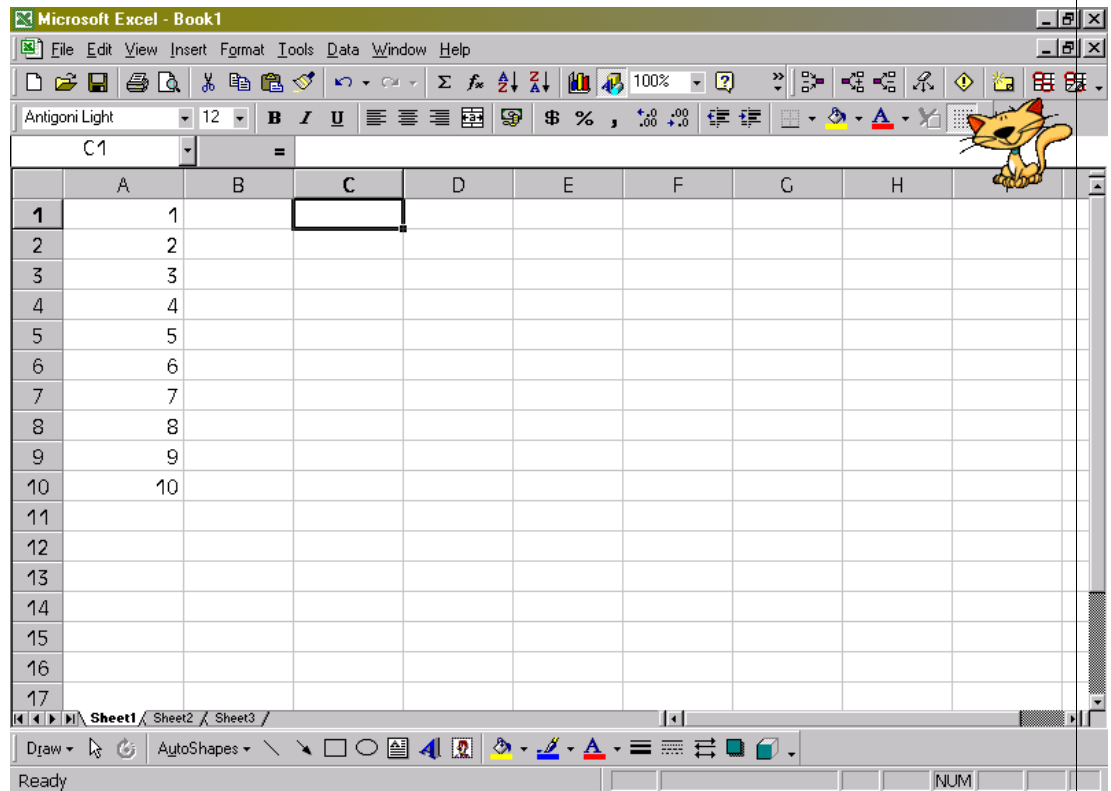 Microsoft Excel - Book1
File Edit View Insert Format Tools Data Window Help
Σ fx 100% ?
Antigoni Light 12 B I U $ % ,
C1 =
A B C D E F G H
1 1
2 2
3 3
4 4
5 5
6 6
7 7
8 8
9 9
10 10
11
12
13
14
15
16
17
Sheet1 Sheet2 Sheet3
Draw AutoShapes
Ready NUM